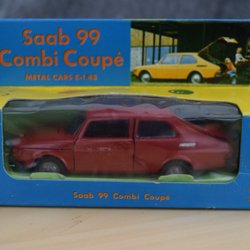 Saab 99
Combi Coupé
METAL CARS E-1:43
Saab 99 Combi Coupé